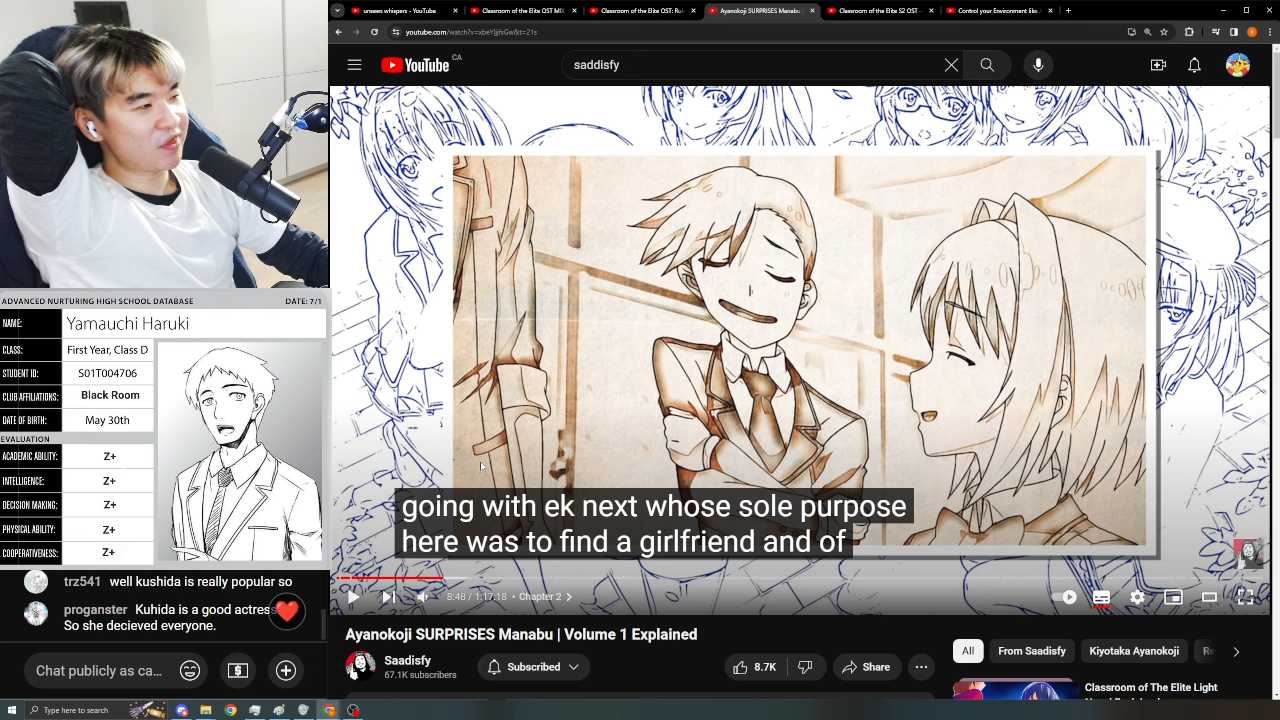 unseen whispers - YouTube
Classroom of the Elite OST MIX
Classroom of the Elite OST: Rul
Ayanokoji SURPRISES Manabu |
Classroom of the Elite S2 OST -
Control your Environment like
youtube.com/watch?v=xbeYJjjfsGw&t=21s
YouTube CA
saddisfy
going with ek next whose sole purpose
here was to find a girlfriend and of
8:48 / 1:17:18 • Chapter 2
Ayanokoji SURPRISES Manabu | Volume 1 Explained
Saadisfy
67.1K subscribers
Subscribed
8.7K
Share
All
From Saadisfy
Kiyotaka Ayanokoji
Re
Classroom of The Elite Light
ADVANCED NURTURING HIGH SCHOOL DATABASE
DATE: 7/1
NAME: Yamauchi Haruki
CLASS: First Year, Class D
STUDENT ID: S01T004706
CLUB AFFILIATIONS: Black Room
DATE OF BIRTH: May 30th
EVALUATION
ACADEMIC ABILITY: Z+
INTELLIGENCE: Z+
DECISION MAKING: Z+
PHYSICAL ABILITY: Z+
COOPERATIVENESS: Z+
trz541 well kushida is really popular so
proganster Kuhida is a good actress
So she decieved everyone.
Chat publicly as ca...
Type here to search